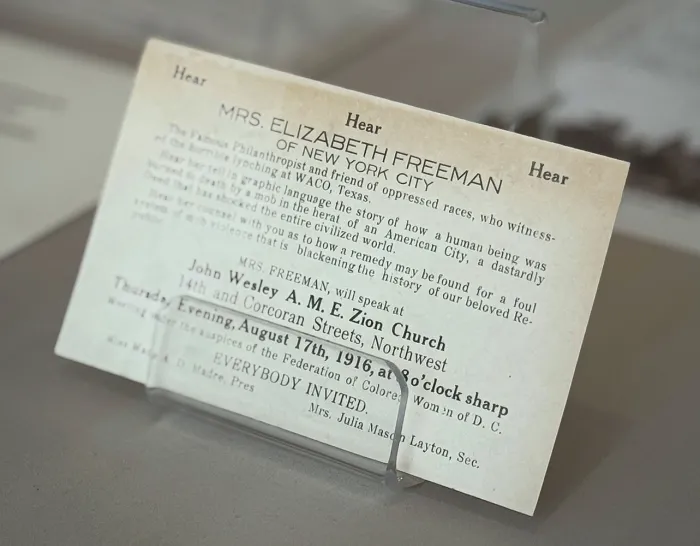 Hear Hear Hear
MRS. ELIZABETH FREEMAN
OF NEW YORK CITY
The Famous Philanthropist and friend of oppressed races, who witness-
ed the horrible lynching at WACO, Texas.
Hear her tell in graphic language the story of how a human being was
burned to death by a mob in the herat of an American City, a dastardly
Deed that has shocked the entire civilized world.
Hear her counsel with you as to how a remedy may be found for a foul
system of mob violence that is blackening the history of our beloved Re-
public
MRS. FREEMAN, will speak at
John Wesley A. M. E. Zion Church
14th and Corcoran Streets, Northwest
Thursday Evening, August 17th, 1916, at 8 o'clock sharp
Meeting under the auspices of the Federation of Colored Women of D. C.
EVERYBODY INVITED.
Miss A. D. Madre, Pres
Mrs. Julia Mason Layton, Sec.